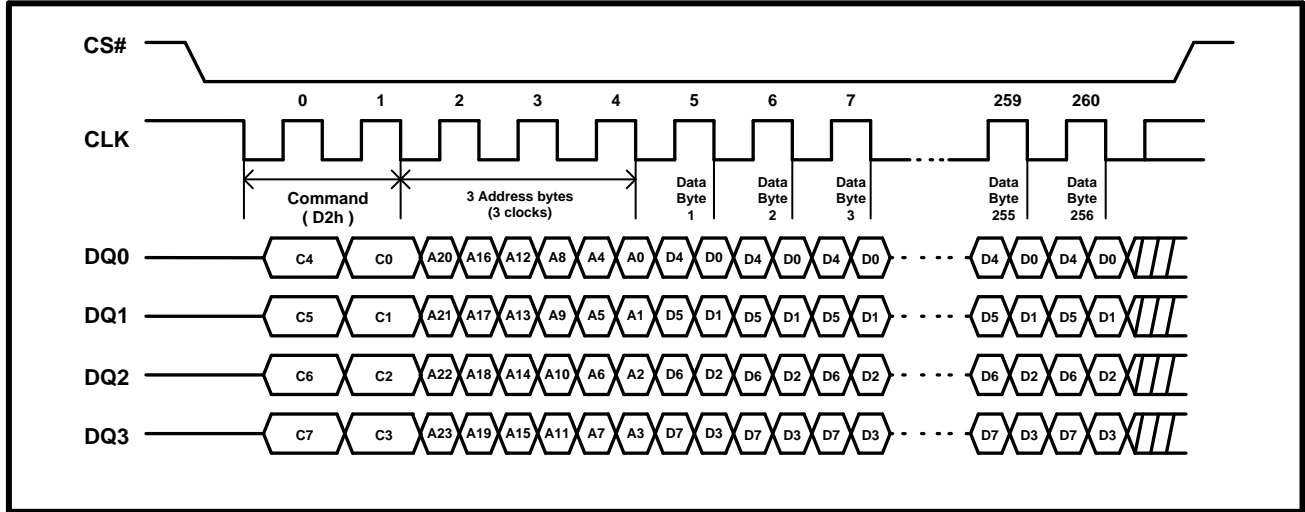 CS#
0 1 2 3 4 5 6 7 259 260
CLK
Command
( D2h )
3 Address bytes
(3 clocks)
Data
Byte
1
Data
Byte
2
Data
Byte
3
Data
Byte
255
Data
Byte
256
DQ0 C4 C0 A20 A16 A12 A8 A4 A0 D4 D0 D4 D0 D4 D0 D4 D0 D4 D0
DQ1 C5 C1 A21 A17 A13 A9 A5 A1 D5 D1 D5 D1 D5 D1 D5 D1 D5 D1
DQ2 C6 C2 A22 A18 A14 A10 A6 A2 D6 D2 D6 D2 D6 D2 D6 D2 D6 D2
DQ3 C7 C3 A23 A19 A15 A11 A7 A3 D7 D3 D7 D3 D7 D3 D7 D3 D7 D3